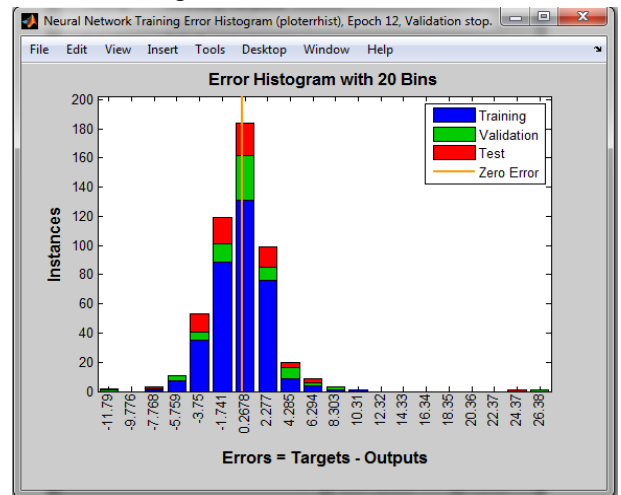 Neural Network Training Error Histogram (ploterrhist), Epoch 12, Validation stop.
File Edit View Insert Tools Desktop Window Help
Error Histogram with 20 Bins
200
180
160
140
120
100
80
60
40
20
0
Instances
Training
Validation
Test
Zero Error
-11.79 -9.776 -7.768 -5.759 -3.75 -1.741 0.2678 2.277 4.285 6.294 8.303 10.31 12.32 14.33 16.34 18.35 20.36 22.37 24.37 26.38
Errors = Targets - Outputs